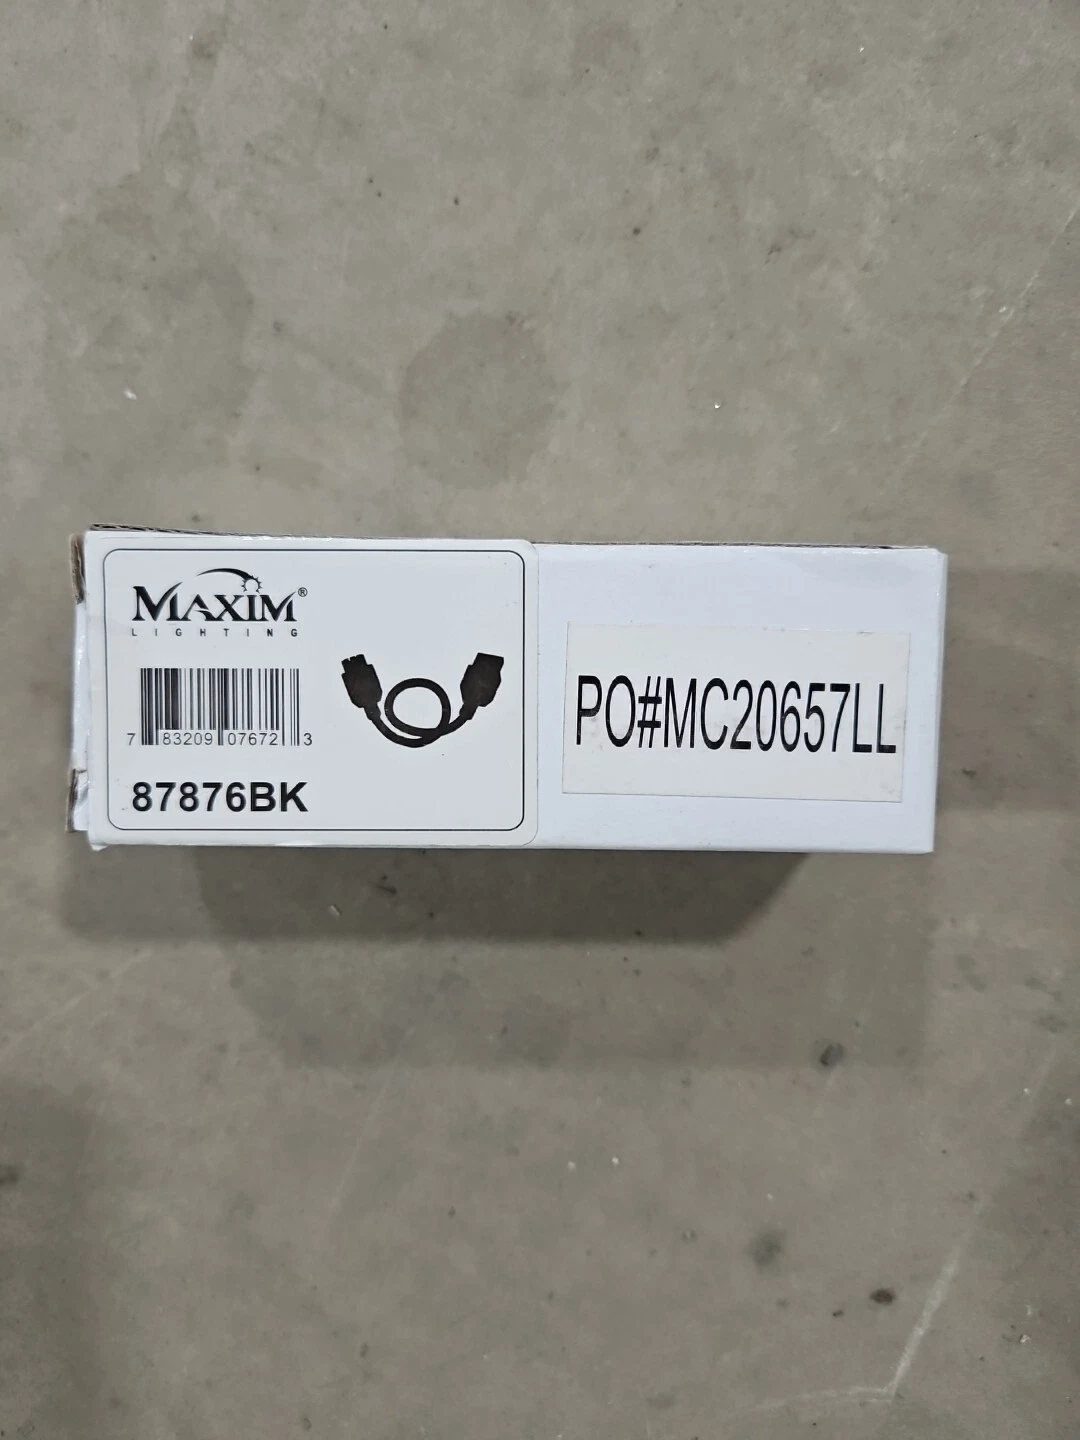 MAXIM®
LIGHTING
7 83209 07672 3
87876BK
PO#MC20657LL